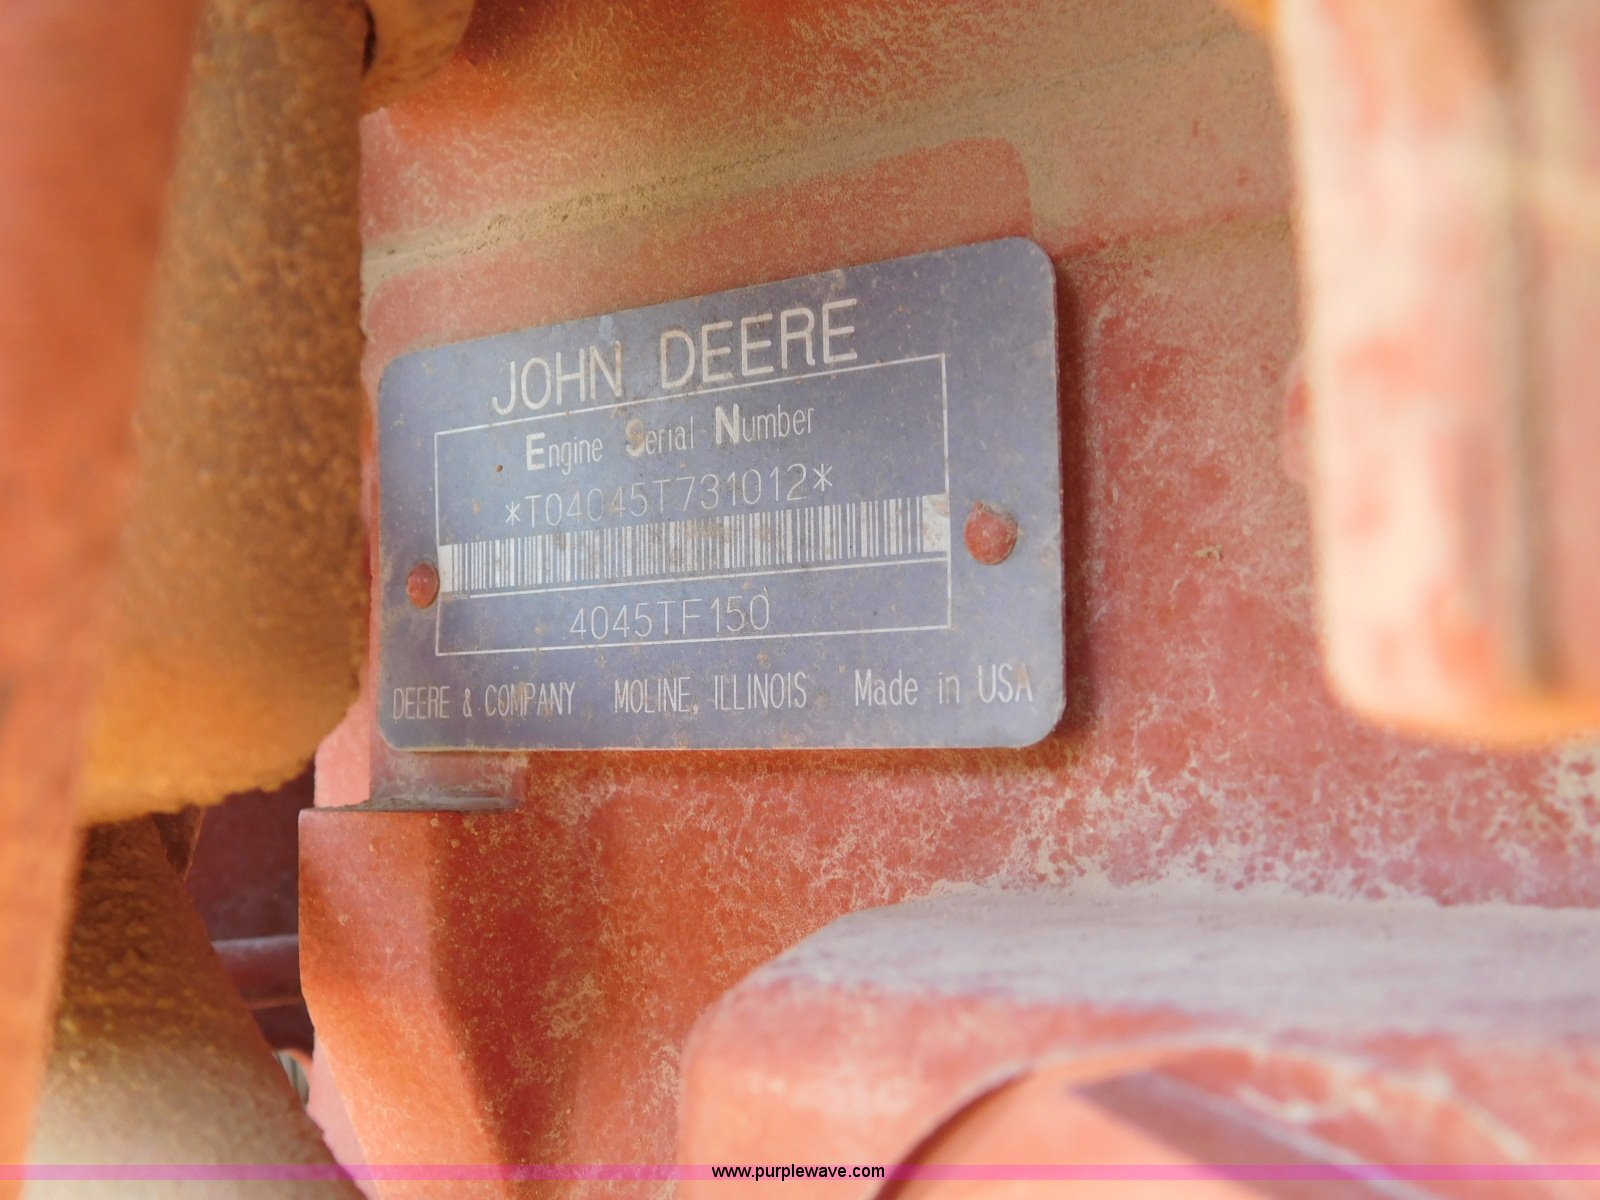 JOHN DEERE
Engine Serial Number
*T04045T731012*
4045TF150
DEERE & COMPANY MOLINE, ILLINOIS Made in USA
www.purplewave.com